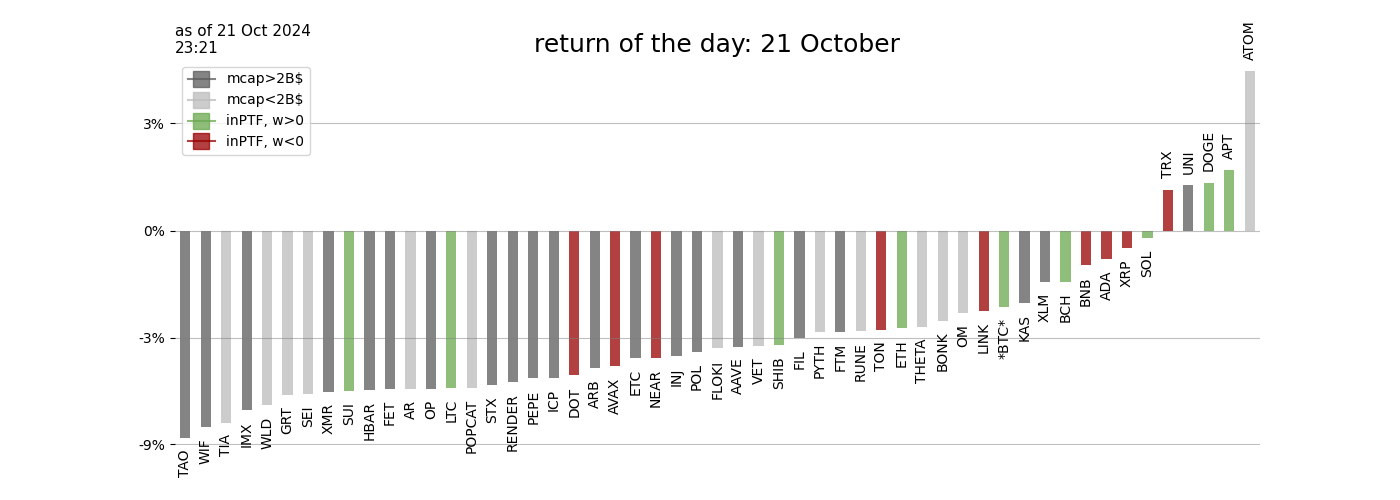 as of 21 Oct 2024
23:21
return of the day: 21 October
mcap>2B$
mcap<2B$
inPTF, w>0
inPTF, w<0
3%
0%
-3%
-9%
TAO
WIF
TIA
IMX
WLD
GRT
SEI
XMR
SUI
HBAR
FET
AR
OP
LTC
POPCAT
STX
RENDER
PEPE
ICP
DOT
ARB
AVAX
ETC
NEAR
INJ
POL
FLOKI
AAVE
VET
SHIB
FIL
PYTH
FTM
RUNE
TON
ETH
THETA
BONK
OM
LINK
*BTC*
KAS
XLM
BCH
BNB
ADA
XRP
SOL
TRX
UNI
DOGE
APT
ATOM